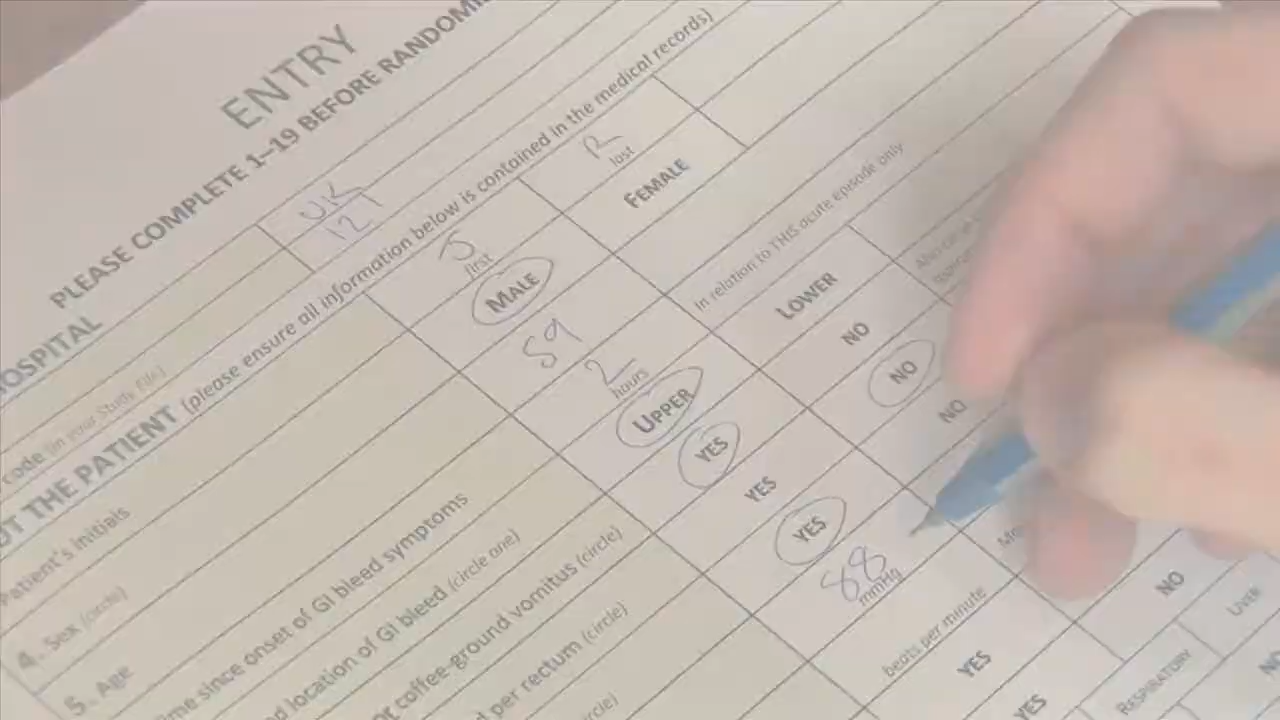 ENTRY
PLEASE COMPLETE 1–19 BEFORE RANDOMI
HOSPITAL
code (in your Study File)
UK
121
UT THE PATIENT (please ensure all information below is contained in the medical records)
Patient's initials
S first
R last
4. Sex (circle)
MALE
FEMALE
5. Age
59
ime since onset of GI bleed symptoms
2 hours
d location of GI bleed (circle one)
UPPER
LOWER
In relation to THIS acute episode only
or coffee-ground vomitus (circle)
YES
NO
d per rectum (circle)
YES
NO
circle)
YES
NO
88 mmHg
beats per minute
YES
NO
YES
RESPIRATORY
LIVER
NO